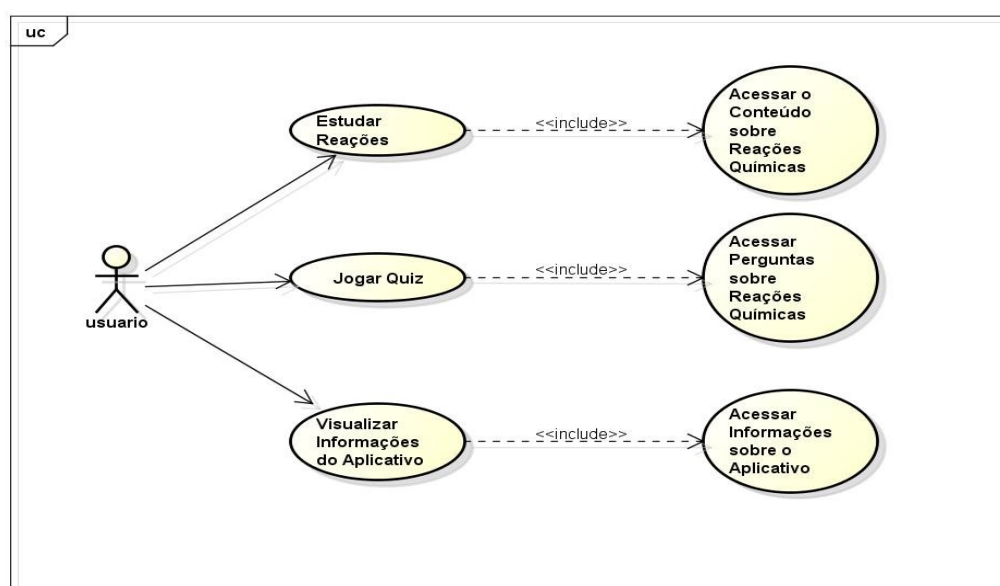 uc
Estudar
Reações
<<include>>
Acessar o
Conteúdo
sobre
Reações
Químicas
Jogar Quiz
<<include>>
Acessar
Perguntas
sobre
Reações
Químicas
usuario
Visualizar
Informações
do Aplicativo
<<include>>
Acessar
Informações
sobre o
Aplicativo